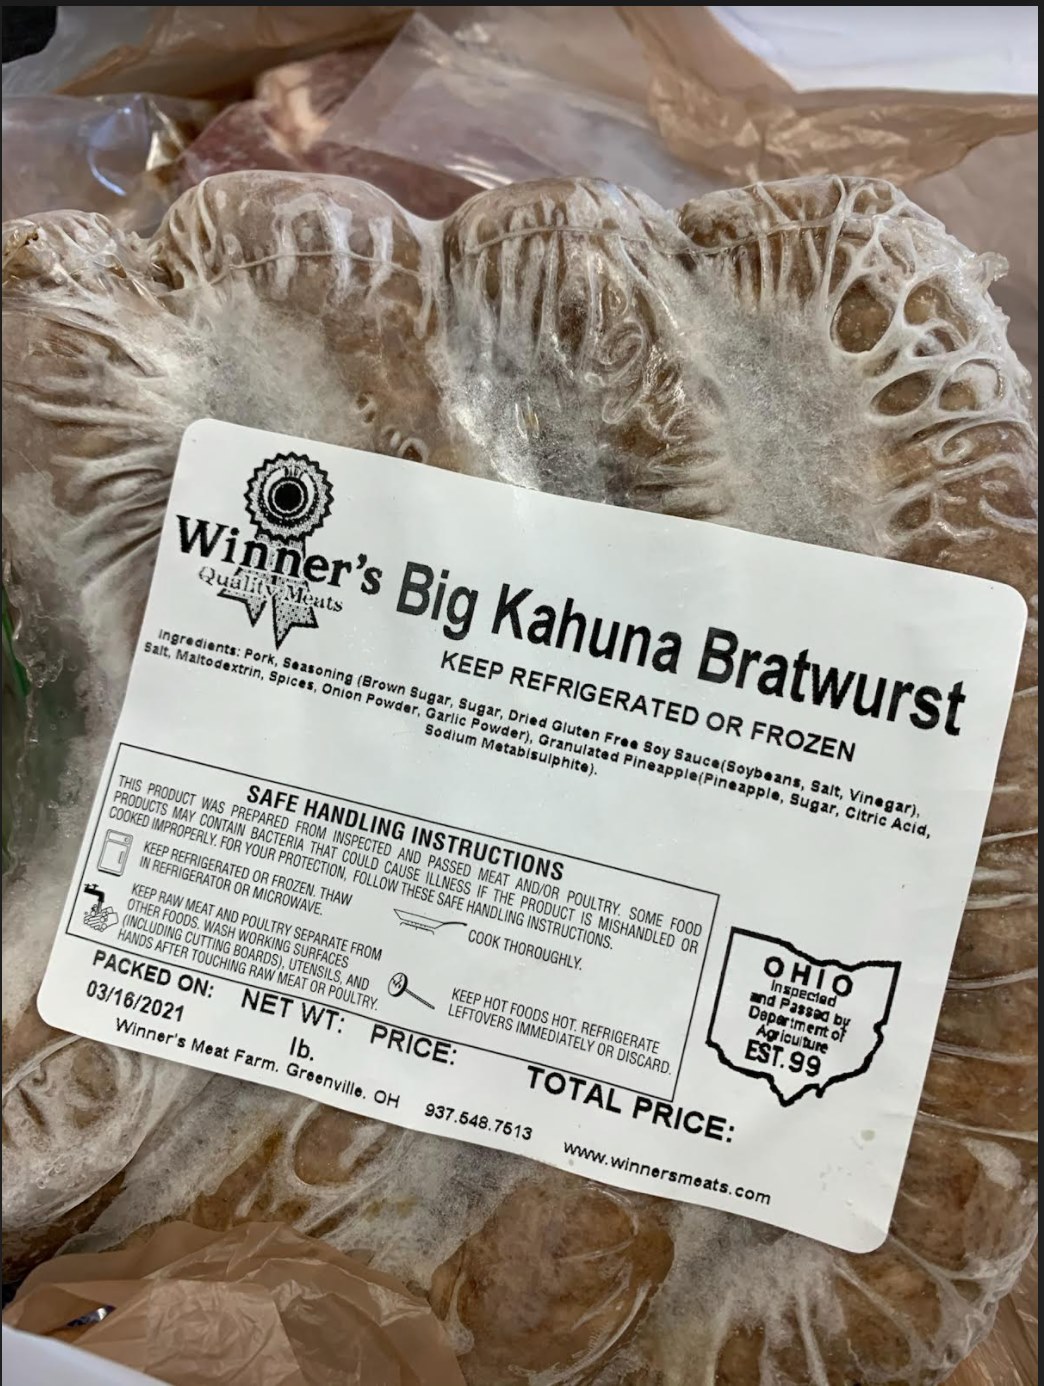 Winner's
Quality Meats
Big Kahuna Bratwurst
KEEP REFRIGERATED OR FROZEN
Ingredients: Pork, Seasoning (Brown Sugar, Sugar, Dried Gluten Free Soy Sauce(Soybeans, Salt, Vinegar),
Salt, Maltodextrin, Spices, Onion Powder, Garlic Powder), Granulated Pineapple(Pineapple, Sugar, Citric Acid,
Sodium Metabisulphite).
SAFE HANDLING INSTRUCTIONS
THIS PRODUCT WAS PREPARED FROM INSPECTED AND PASSED MEAT AND/OR POULTRY. SOME FOOD
PRODUCTS MAY CONTAIN BACTERIA THAT COULD CAUSE ILLNESS IF THE PRODUCT IS MISHANDLED OR
COOKED IMPROPERLY. FOR YOUR PROTECTION, FOLLOW THESE SAFE HANDLING INSTRUCTIONS.
KEEP REFRIGERATED OR FROZEN. THAW
IN REFRIGERATOR OR MICROWAVE.
KEEP RAW MEAT AND POULTRY SEPARATE FROM
OTHER FOODS. WASH WORKING SURFACES
(INCLUDING CUTTING BOARDS), UTENSILS, AND
HANDS AFTER TOUCHING RAW MEAT OR POULTRY.
COOK THOROUGHLY.
KEEP HOT FOODS HOT. REFRIGERATE
LEFTOVERS IMMEDIATELY OR DISCARD.
OHIO
Inspected
and Passed by
Department of
Agriculture
EST.99
PACKED ON: NET WT: PRICE: TOTAL PRICE:
03/16/2021 lb.
Winner's Meat Farm. Greenville. OH 937.548.7513 www.winnersmeats.com